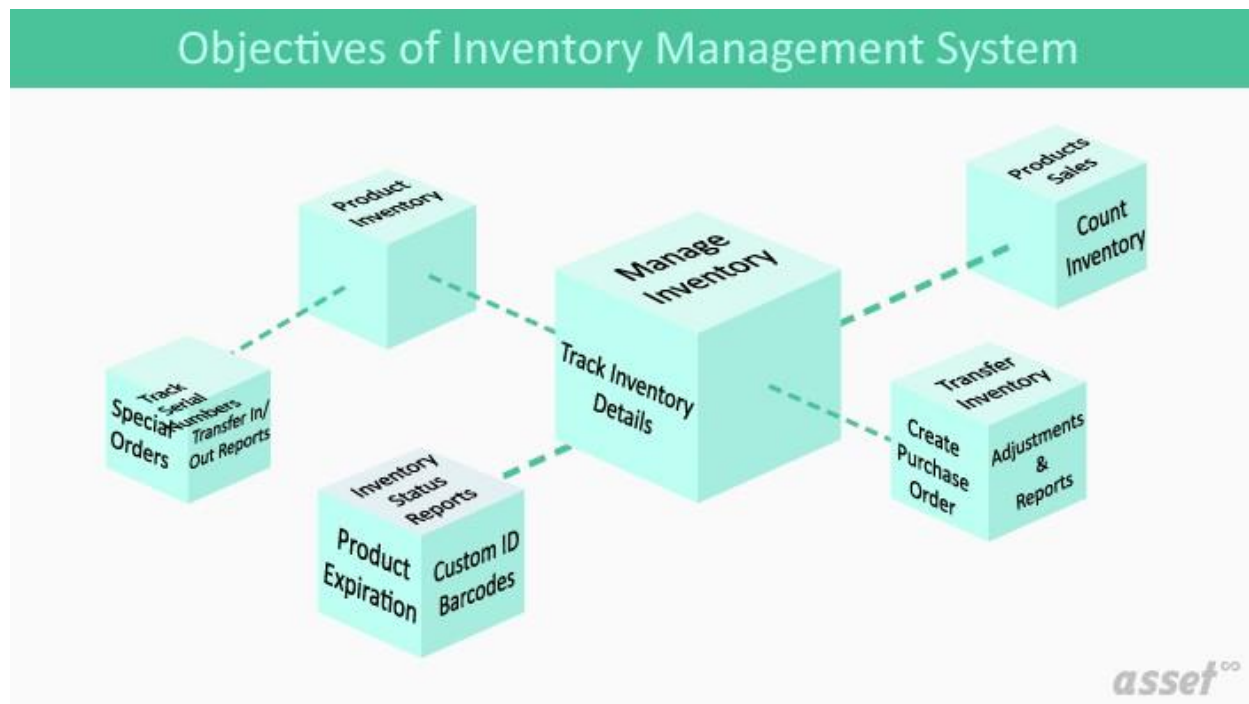 Objectives of Inventory Management System
Product
Inventory
Manage
Inventory
Track Inventory
Details
Products
Sales
Count
Inventory
Track
Serial
Numbers
Special
Orders
Transfer In/
Out Reports
Inventory
Status
Reports
Product
Expiration
Custom ID
Barcodes
Transfer
Inventory
Create
Purchase
Order
Adjustments
&
Reports
asset∞